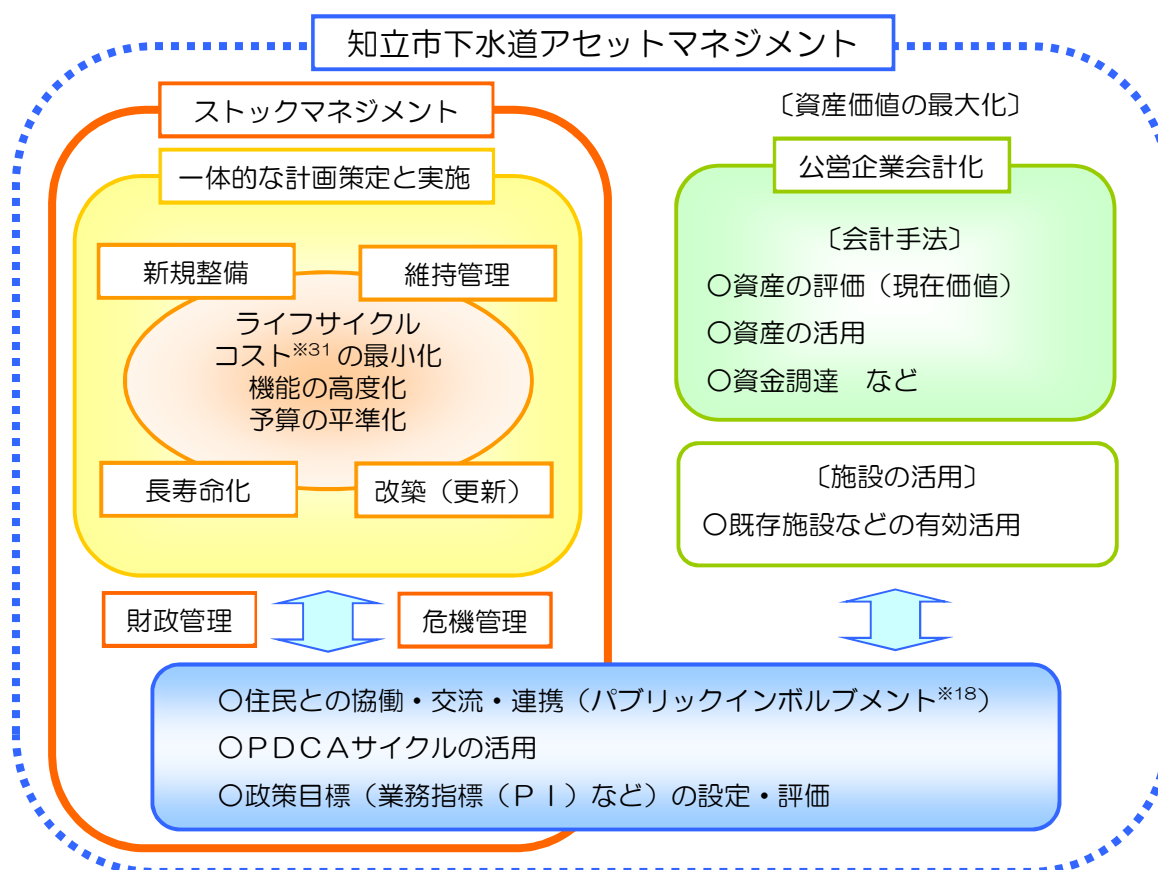 知立市下水道アセットマネジメント
ストックマネジメント
一体的な計画策定と実施
新規整備
維持管理
ライフサイクル
コスト※31の最小化
機能の高度化
予算の平準化
長寿命化
改築（更新）
財政管理
危機管理
〔資産価値の最大化〕
公営企業会計化
〔会計手法〕
○資産の評価（現在価値）
○資産の活用
○資金調達　など
〔施設の活用〕
○既存施設などの有効活用
○住民との協働・交流・連携（パブリックインボルブメント※18）
○ＰＤＣＡサイクルの活用
○政策目標（業務指標（ＰＩ）など）の設定・評価